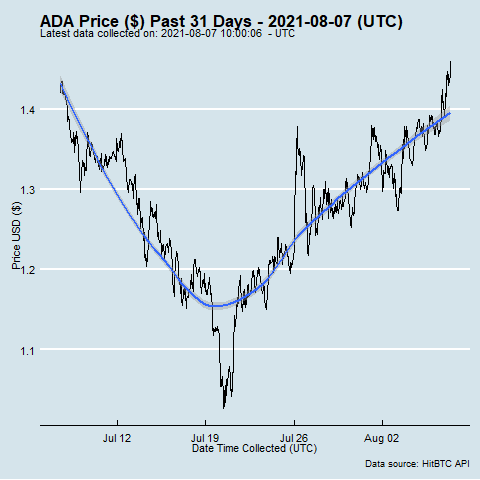 ADA Price ($) Past 31 Days - 2021-08-07 (UTC)
Latest data collected on: 2021-08-07 10:00:06 - UTC
1.4
1.3
1.2
1.1
Price USD ($)
Jul 12
Jul 19
Jul 26
Aug 02
Date Time Collected (UTC)
Data source: HitBTC API